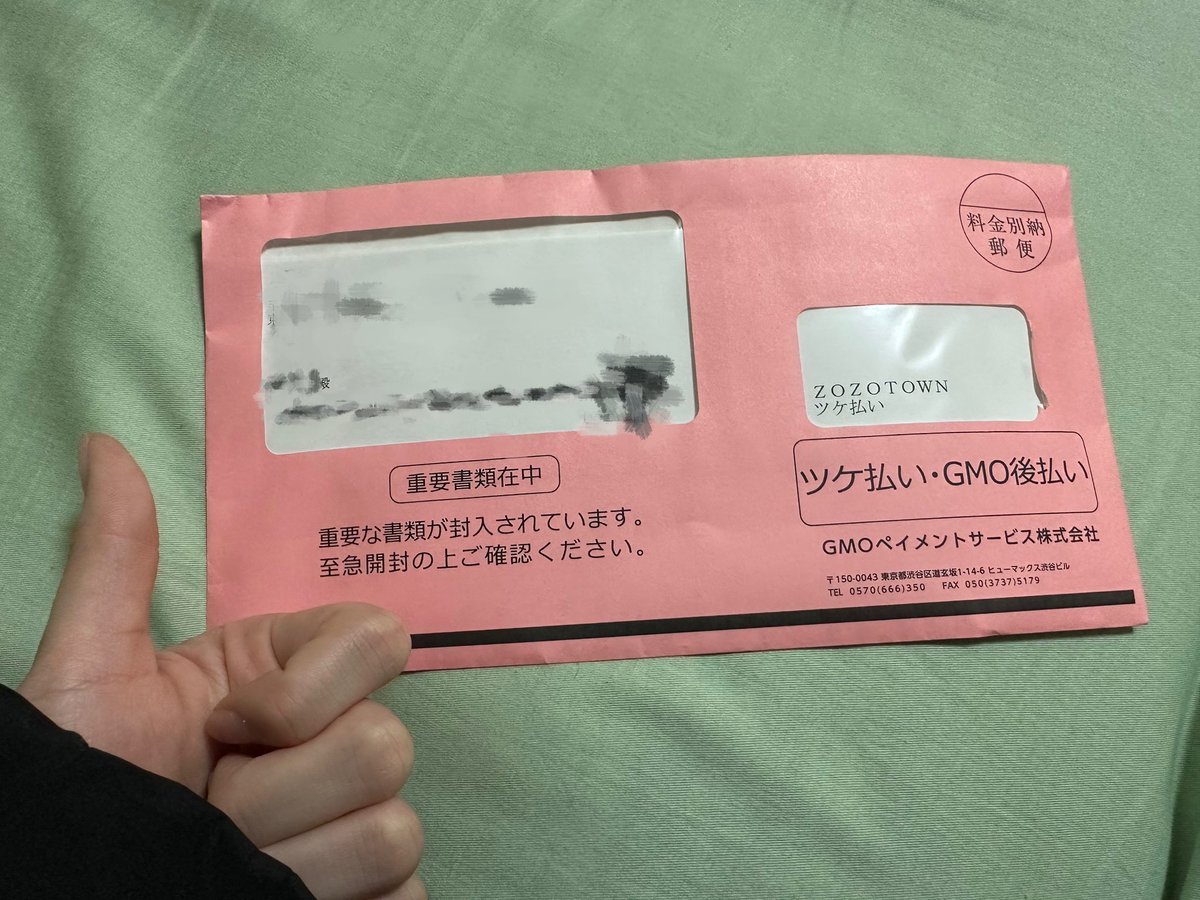 料金別納
郵便
殿
ZOZOTOWN
ツケ払い
重要書類在中
重要な書類が封入されています。
至急開封の上ご確認ください。
ツケ払い・GMO後払い
GMOペイメントサービス株式会社
〒150-0043 東京都渋谷区道玄坂1-14-6 ヒューマックス渋谷ビル
TEL 0570(666)350 FAX 050(3737)5179